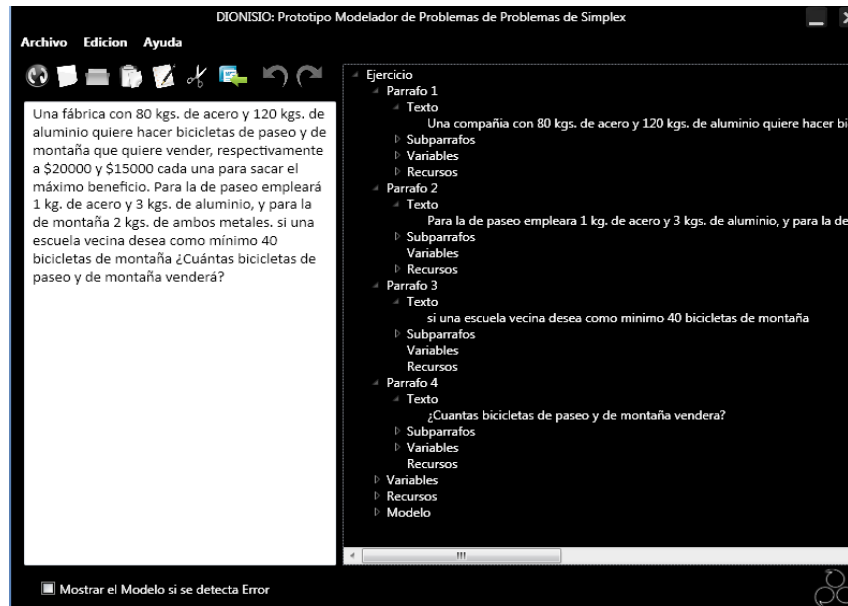 DIONISIO: Prototipo Modelador de Problemas de Problemas de Simplex
Archivo Edicion Ayuda
Una fábrica con 80 kgs. de acero y 120 kgs. de
aluminio quiere hacer bicicletas de paseo y de
montaña que quiere vender, respectivamente
a $20000 y $15000 cada una para sacar el
máximo beneficio. Para la de paseo empleará
1 kg. de acero y 3 kgs. de aluminio, y para la
de montaña 2 kgs. de ambos metales. si una
escuela vecina desea como mínimo 40
bicicletas de montaña ¿Cuántas bicicletas de
paseo y de montaña venderá?
Ejercicio
Parrafo 1
Texto
Una compañia con 80 kgs. de acero y 120 kgs. de aluminio quiere hacer bi
Subparrafos
Variables
Recursos
Parrafo 2
Texto
Para la de paseo empleara 1 kg. de acero y 3 kgs. de aluminio, y para la de
Subparrafos
Variables
Recursos
Parrafo 3
Texto
si una escuela vecina desea como minimo 40 bicicletas de montaña
Subparrafos
Variables
Recursos
Parrafo 4
Texto
¿Cuantas bicicletas de paseo y de montaña vendera?
Subparrafos
Variables
Recursos
Variables
Recursos
Modelo
Mostrar el Modelo si se detecta Error